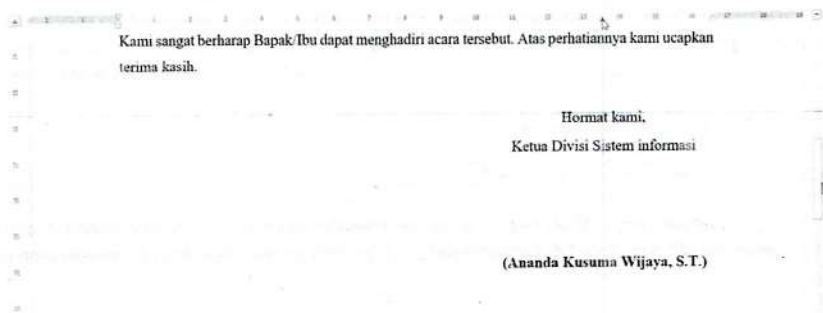 Kami sangat berharap Bapak/Ibu dapat menghadiri acara tersebut. Atas perhatiannya kami ucapkan
terima kasih.
Hormat kami,
Ketua Divisi Sistem informasi
(Ananda Kusuma Wijaya, S.T.)